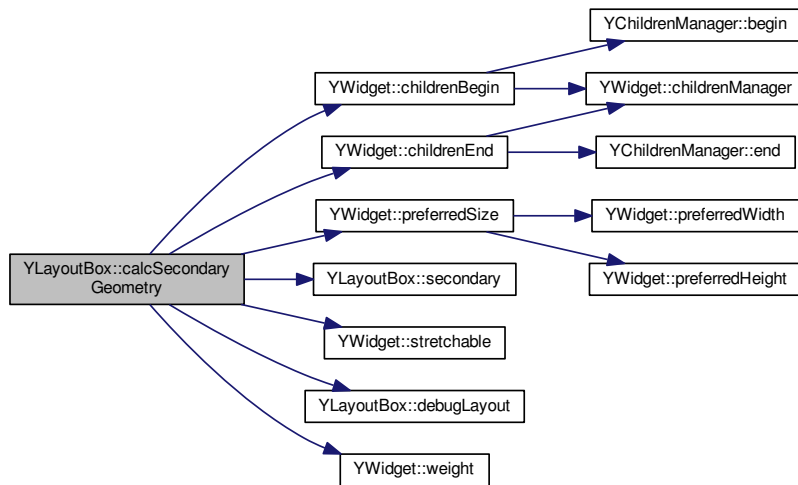 YChildrenManager::begin
YWidget::childrenBegin
YWidget::childrenManager
YWidget::childrenEnd
YChildrenManager::end
YWidget::preferredSize
YWidget::preferredWidth
YLayoutBox::calcSecondary
Geometry
YLayoutBox::secondary
YWidget::preferredHeight
YWidget::stretchable
YLayoutBox::debugLayout
YWidget::weight